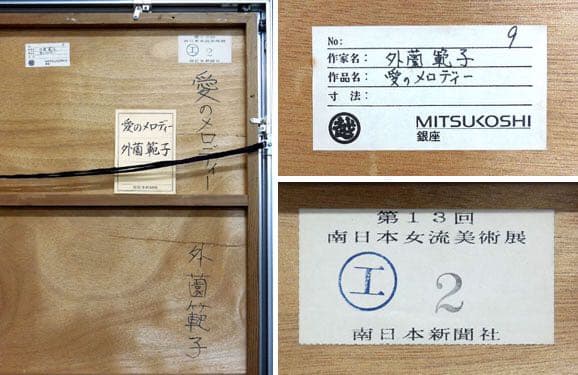 愛のメロディー
外薗範子
愛のメロディー
外薗範子
2
No: 9
作家名: 外薗 範子
作品名: 愛のメロディー
寸法:
越
MITSUKOSHI
銀座
第13回
南日本女流美術展
工 2
南日本新聞社